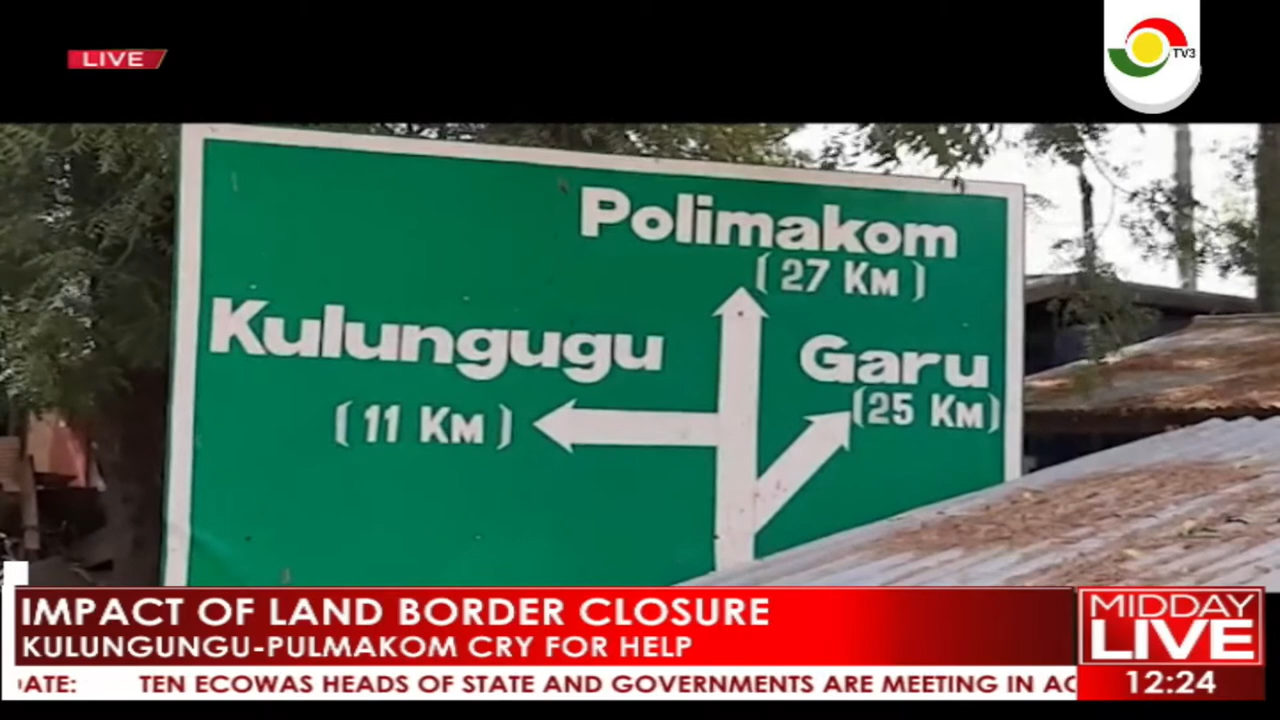 LIVE
TV3
Polimakom
(27 KM)
Kulungugu
(11 KM)
Garu
(25 KM)
IMPACT OF LAND BORDER CLOSURE
KULUNGUNGU-PULMAKOM CRY FOR HELP
MIDDAY
LIVE
ATE: TEN ECOWAS HEADS OF STATE AND GOVERNMENTS ARE MEETING IN AC
12:24